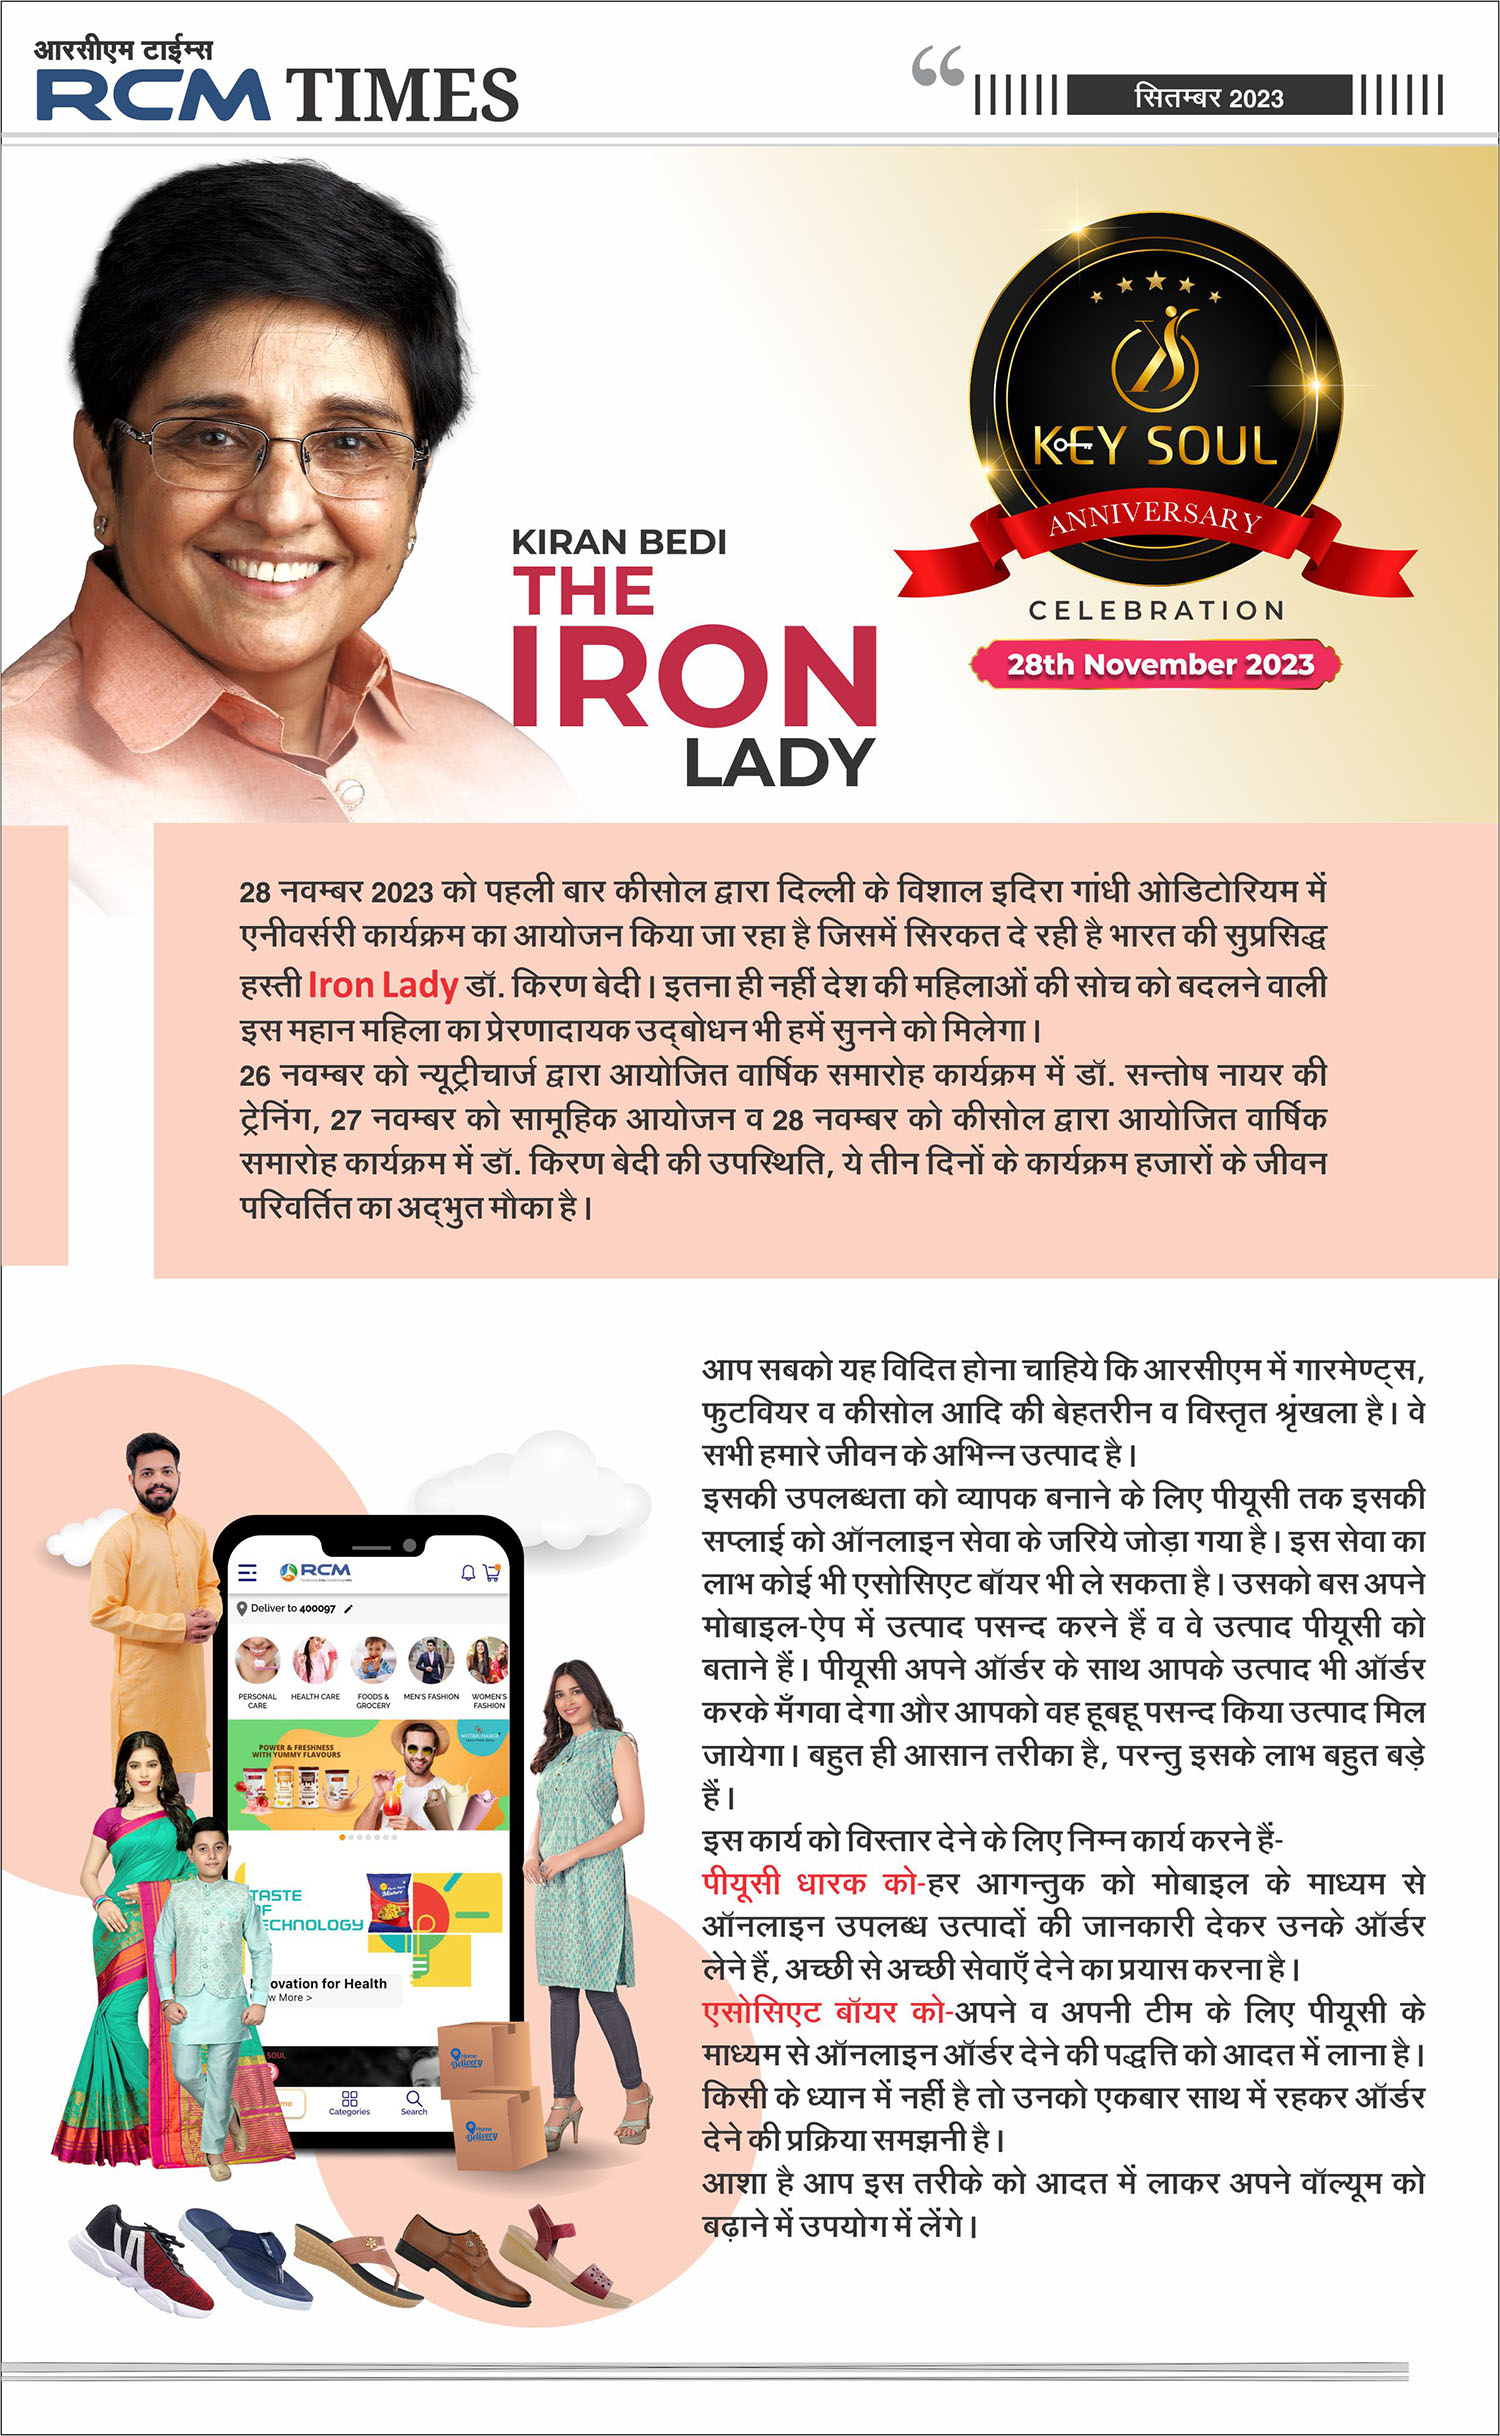 आरसीएम टाईम्स
RCM TIMES
सितम्बर 2023
KIRAN BEDI
THE
IRON
LADY
KEY SOUL
ANNIVERSARY
CELEBRATION
28th November 2023
28 नवम्बर 2023 को पहली बार कीसोल द्वारा दिल्ली के विशाल इदिरा गांधी ओडिटोरियम में
एनीवर्सरी कार्यक्रम का आयोजन किया जा रहा है जिसमें सिरकत दे रही है भारत की सुप्रसिद्ध
हस्ती Iron Lady डॉ. किरण बेदी। इतना ही नहीं देश की महिलाओं की सोच को बदलने वाली
इस महान महिला का प्रेरणादायक उद्‌बोधन भी हमें सुनने को मिलेगा।
26 नवम्बर को न्यूट्रीचार्ज द्वारा आयोजित वार्षिक समारोह कार्यक्रम में डॉ. सन्तोष नायर की
ट्रेनिंग, 27 नवम्बर को सामूहिक आयोजन व 28 नवम्बर को कीसोल द्वारा आयोजित वार्षिक
समारोह कार्यक्रम में डॉ. किरण बेदी की उपस्थिति, ये तीन दिनों के कार्यक्रम हजारों के जीवन
परिवर्तित का अद्‌भुत मौका है।
आप सबको यह विदित होना चाहिये कि आरसीएम में गारमेण्ट्स,
फुटवियर व कीसोल आदि की बेहतरीन व विस्तृत श्रृंखला है। वे
सभी हमारे जीवन के अभिन्न उत्पाद है।
इसकी उपलब्धता को व्यापक बनाने के लिए पीयूसी तक इसकी
सप्लाई को ऑनलाइन सेवा के जरिये जोड़ा गया है। इस सेवा का
लाभ कोई भी एसोसिएट बॉयर भी ले सकता है। उसको बस अपने
मोबाइल-ऐप में उत्पाद पसन्द करने हैं व वे उत्पाद पीयूसी को
बताने हैं। पीयूसी अपने ऑर्डर के साथ आपके उत्पाद भी ऑर्डर
करके मँगवा देगा और आपको वह हूबहू पसन्द किया उत्पाद मिल
जायेगा। बहुत ही आसान तरीका है, परन्तु इसके लाभ बहुत बड़े
हैं।
इस कार्य को विस्तार देने के लिए निम्न कार्य करने हैं-
पीयूसी धारक को-हर आगन्तुक को मोबाइल के माध्यम से
ऑनलाइन उपलब्ध उत्पादों की जानकारी देकर उनके ऑर्डर
लेने हैं, अच्छी से अच्छी सेवाएँ देने का प्रयास करना है।
एसोसिएट बॉयर को-अपने व अपनी टीम के लिए पीयूसी के
माध्यम से ऑनलाइन ऑर्डर देने की पद्धति को आदत में लाना है।
किसी के ध्यान में नहीं है तो उनको एकबार साथ में रहकर ऑर्डर
देने की प्रक्रिया समझनी है।
आशा है आप इस तरीके को आदत में लाकर अपने वॉल्यूम को
बढ़ाने में उपयोग में लेंगे।
RCM
Deliver to 400097
PERSONAL CARE
HEALTH CARE
FOODS & GROCERY
MEN'S FASHION
WOMEN'S FASHION
NUTRICHARGE
POWER & FRESHNESS
WITH YUMMY FLAVOURS
TASTE
OF
ECHNOLOGY
Mixture
ovation for Health
w More >
SOUL
me
Categories
Search
Home
Delivery
Home
Delivery